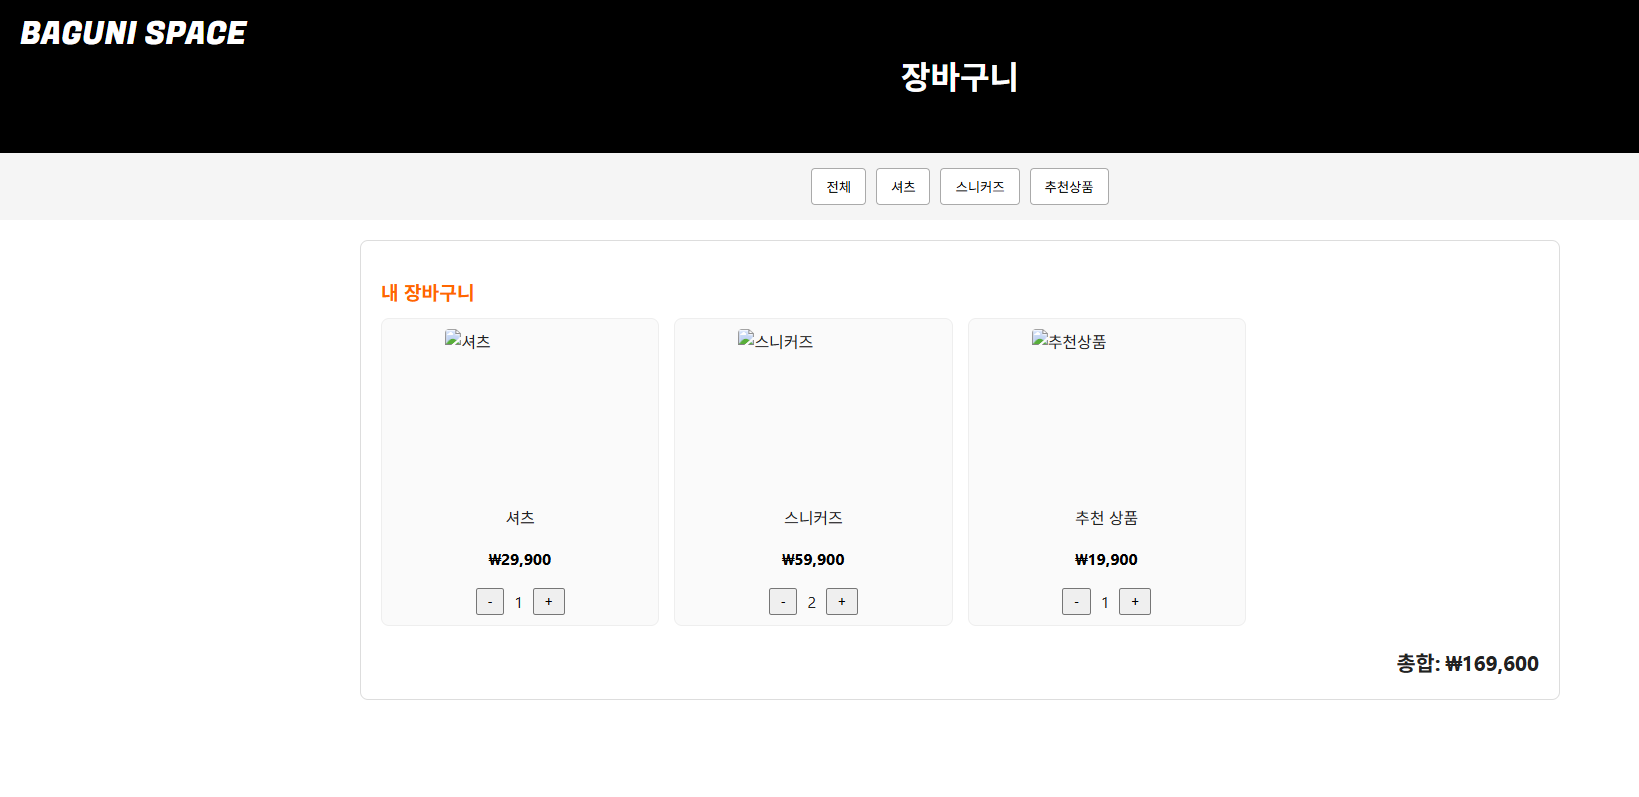 BAGUNI SPACE
장바구니
전체 셔츠 스니커즈 추천상품
내 장바구니
셔츠 스니커즈 추천상품
셔츠 스니커즈 추천 상품
₩29,900 ₩59,900 ₩19,900
- 1 + - 2 + - 1 +
총합: ₩169,600